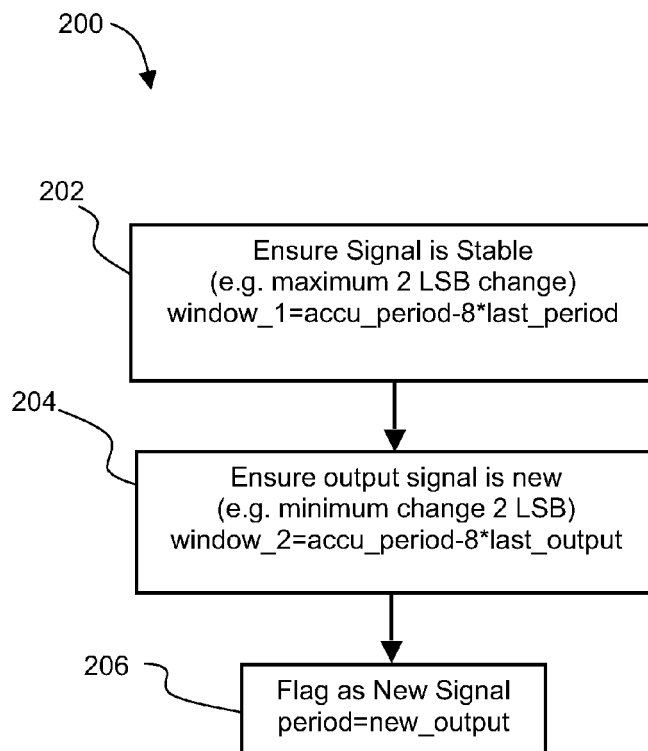 200
202
Ensure Signal is Stable
(e.g. maximum 2 LSB change)
window_1=accu_period-8*last_period
204
Ensure output signal is new
(e.g. minimum change 2 LSB)
window_2=accu_period-8*last_output
206
Flag as New Signal
period=new_output